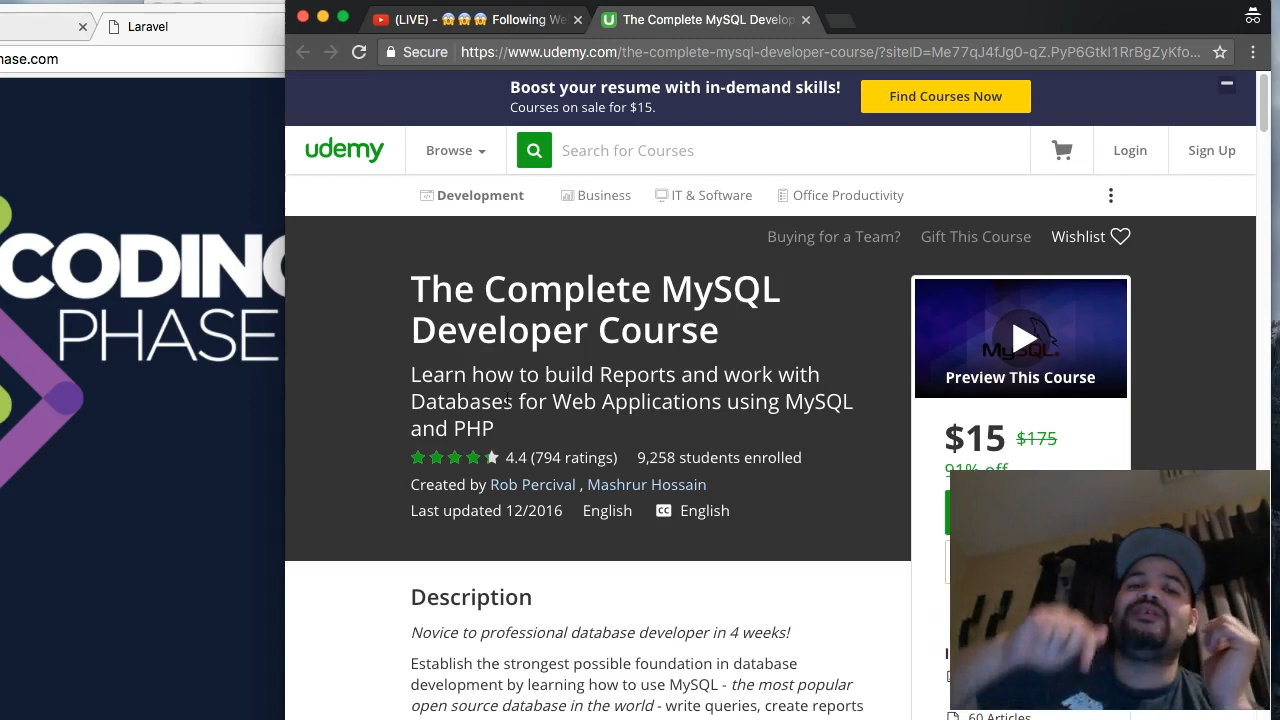 Laravel
hase.com
CODING
PHASE
(LIVE) - 😱😱😱 Following We
The Complete MySQL Develop
Secure
https://www.udemy.com/the-complete-mysql-developer-course/?siteID=Me77qJ4fJg0-qZ.PyP6GtkI1RrBgZyKfo...
Boost your resume with in-demand skills!
Courses on sale for $15.
Find Courses Now
udemy
Browse
Search for Courses
Login
Sign Up
Development
Business
IT & Software
Office Productivity
Buying for a Team?
Gift This Course
Wishlist
The Complete MySQL
Developer Course
Learn how to build Reports and work with
Databases for Web Applications using MySQL
and PHP
4.4 (794 ratings)
9,258 students enrolled
Created by Rob Percival , Mashrur Hossain
Last updated 12/2016
English
CC English
MySQL
Preview This Course
$15 $175
91% off
Description
Novice to professional database developer in 4 weeks!
Establish the strongest possible foundation in database
development by learning how to use MySQL - the most popular
open source database in the world - write queries, create reports
60 Articles